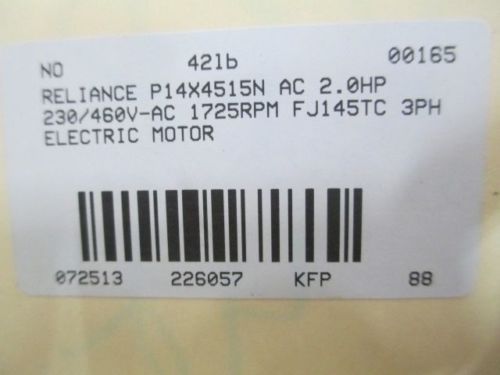 NO 42lb 00165
RELIANCE P14X4515N AC 2.0HP
230/460V-AC 1725RPM FJ145TC 3PH
ELECTRIC MOTOR
072513 226057 KFP 88